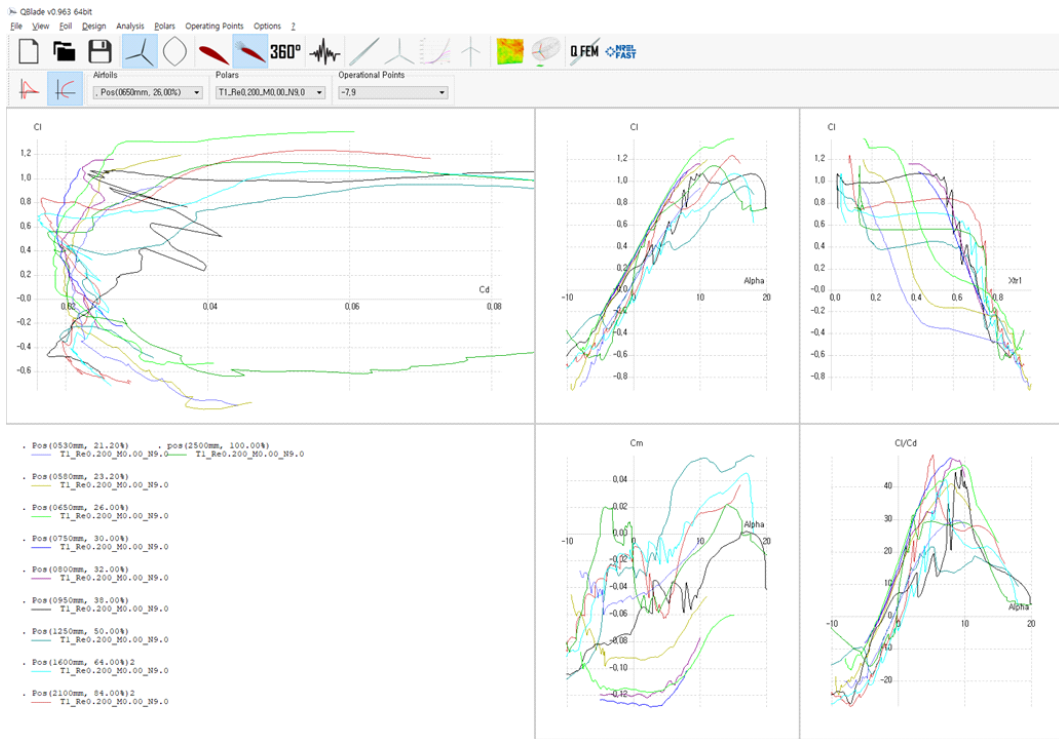 QBlade v0.963 64bit
File View Foil Design Analysis Polars Operating Points Options ?
360° Q FEM NREL FAST
Airfoils Polars Operational Points
. Pos(0650mm, 26,00%) T1_Re0.200_M0.00_N9.0 -7.9
Cl
1,2
1,0
0,8
0,6
0,4
0,2
-0,0
-0,2
-0,4
-0,6
Cd
0,02 0,04 0,06 0,08
Cl
1,2
1,0
0,8
0,6
0,4
0,2
-0,0
-0,2
-0,4
-0,6
-0,8
Alpha
-10 0 10 20
Cl
1,2
1,0
0,8
0,6
0,4
0,2
-0,0
-0,2
-0,4
-0,6
-0,8
Xtr1
0,0 0,2 0,4 0,6 0,8
. Pos(0530mm, 21.20%) . pos(2500mm, 100.00%)
T1_Re0.200_M0.00_N9.0 T1_Re0.200_M0.00_N9.0
. Pos(0580mm, 23.20%)
T1_Re0.200_M0.00_N9.0
. Pos(0650mm, 26.00%)
T1_Re0.200_M0.00_N9.0
. Pos(0750mm, 30.00%)
T1_Re0.200_M0.00_N9.0
. Pos(0800mm, 32.00%)
T1_Re0.200_M0.00_N9.0
. Pos(0950mm, 38.00%)
T1_Re0.200_M0.00_N9.0
. Pos(1250mm, 50.00%)
T1_Re0.200_M0.00_N9.0
. Pos(1600mm, 64.00%)2
T1_Re0.200_M0.00_N9.0
. Pos(2100mm, 84.00%)2
T1_Re0.200_M0.00_N9.0
Cm
0,04
0,02
0,00
-0,02
-0,04
-0,06
-0,08
-0,10
-0,12
Alpha
-10 0 10 20
Cl/Cd
40
30
20
10
0
-10
-20
Alpha
-10 0 10 20